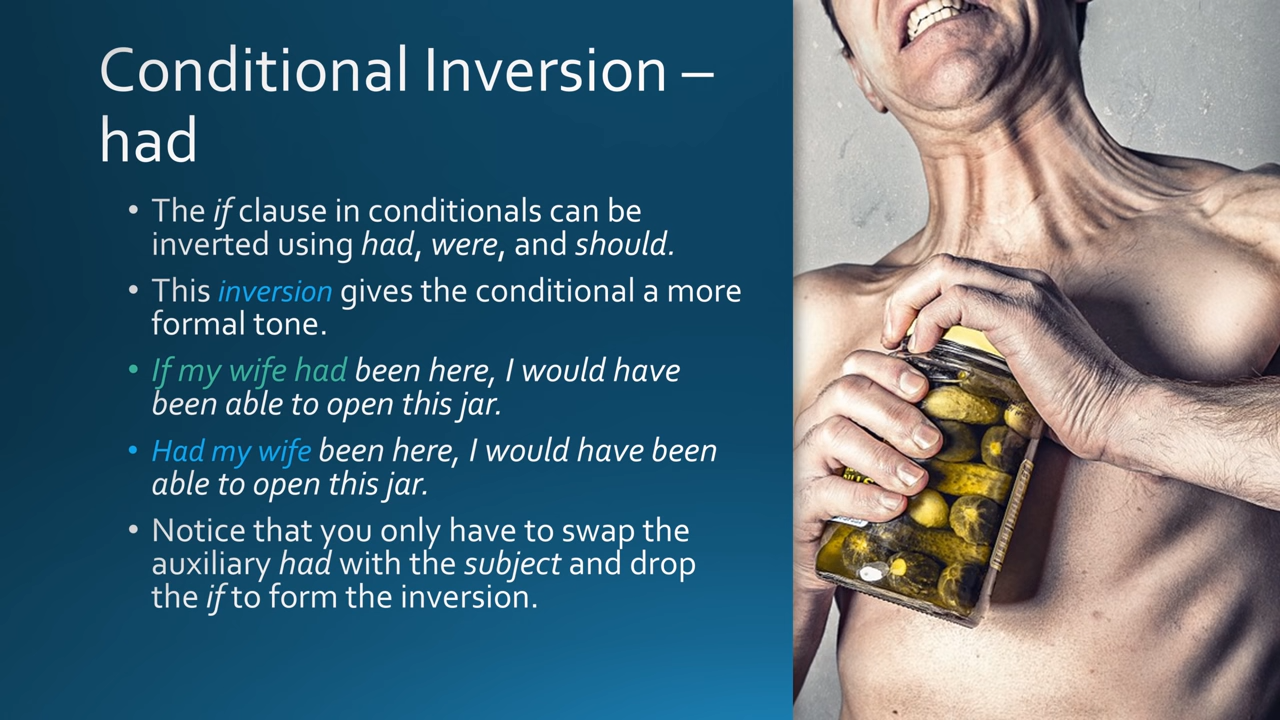 Conditional Inversion –
had
• The if clause in conditionals can be
inverted using had, were, and should.
• This inversion gives the conditional a more
formal tone.
• If my wife had been here, I would have
been able to open this jar.
• Had my wife been here, I would have been
able to open this jar.
• Notice that you only have to swap the
auxiliary had with the subject and drop
the if to form the inversion.